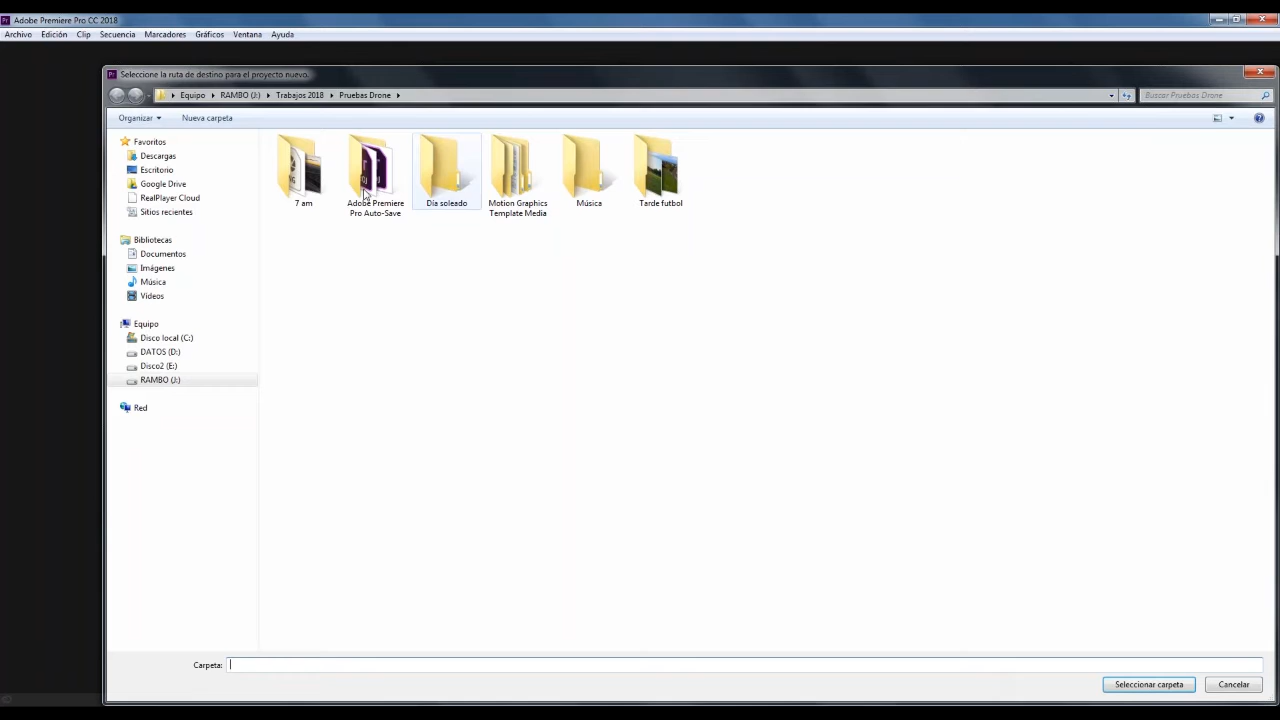 Adobe Premiere Pro CC 2018
Archivo Edición Clip Secuencia Marcadores Gráficos Ventana Ayuda
Seleccione la ruta de destino para el proyecto nuevo.
Equipo RAMBO (J:) Trabajos 2018 Pruebas Drone
Buscar Pruebas Drone
Organizar Nueva carpeta
Favoritos
Descargas
Escritorio
Google Drive
RealPlayer Cloud
Sitios recientes
Bibliotecas
Documentos
Imágenes
Música
Vídeos
Equipo
Disco local (C:)
DATOS (D:)
Disco2 (E:)
RAMBO (J:)
Red
7 am
Adobe Premiere
Pro Auto-Save
Día soleado
Motion Graphics
Template Media
Música
Tarde futbol
Carpeta:
Seleccionar carpeta Cancelar